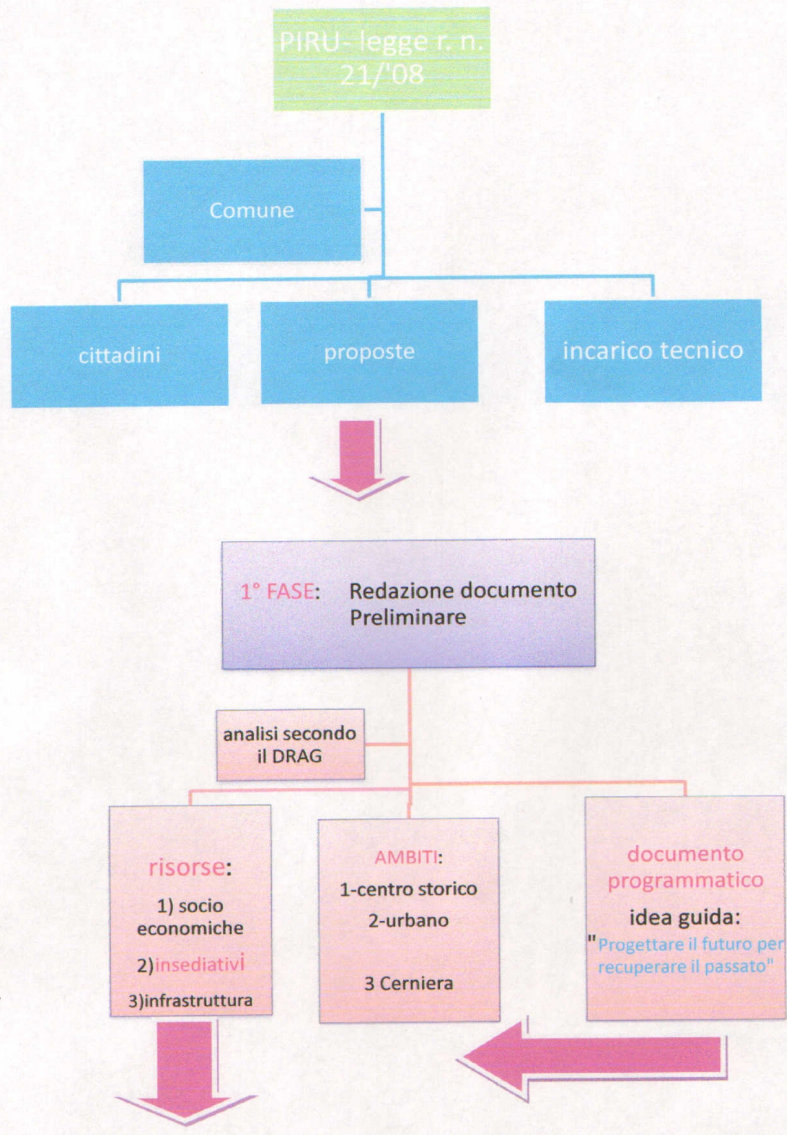 PIRU- legge r. n.
21/'08
Comune
cittadini
proposte
incarico tecnico
1° FASE: Redazione documento
Preliminare
analisi secondo
il DRAG
risorse:
1) socio
economiche
2)insediativi
3)infrastruttura
AMBITI:
1-centro storico
2-urbano
3 Cerniera
documento
programmatico
idea guida:
"Progettare il futuro per
recuperare il passato"